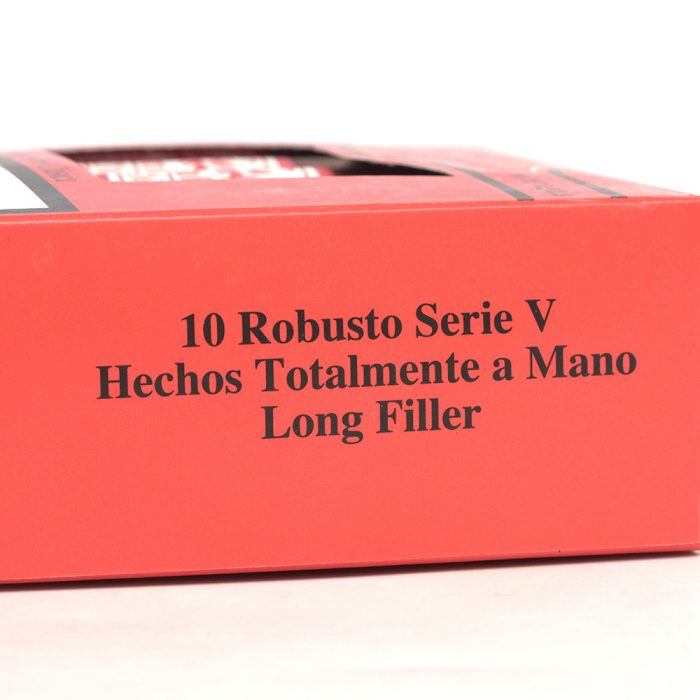 10 Robusto Serie V
Hechos Totalmente a Mano
Long Filler